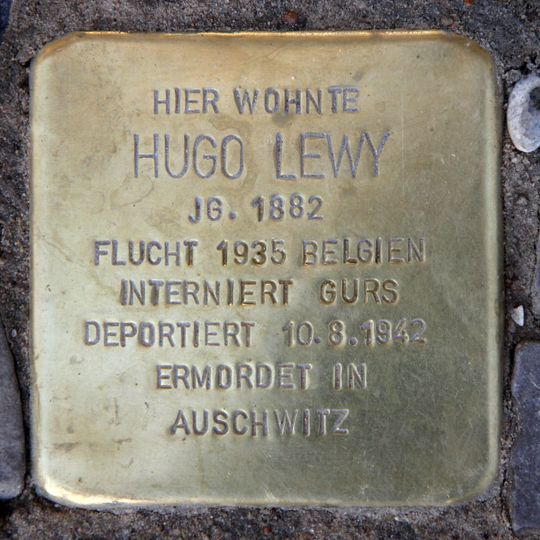 HIER WOHNTE
HUGO LEWY
JG. 1882
FLUCHT 1935 BELGIEN
INTERNIERT GURS
DEPORTIERT 10.8.1942
ERMORDET IN
AUSCHWITZ